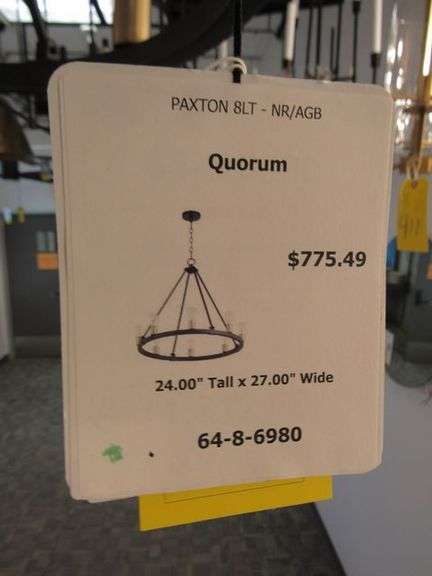 PAXTON 8LT - NR/AGB
Quorum
$775.49
24.00" Tall x 27.00" Wide
64-8-6980